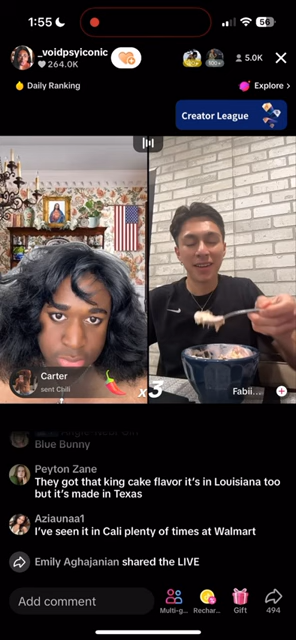 1:55
56
_voidpsyiconic
264.0K
100+
5.0K
Daily Ranking
Explore >
Creator League
Carter
sent Chili
x3
Fabii...
Blue Bunny
Peyton Zane
They got that king cake flavor it's in Louisiana too
but it's made in Texas
Aziaunaa1
I've seen it in Cali plenty of times at Walmart
Emily Aghajanian shared the LIVE
Add comment
Multi-g...
Rechar...
Gift
494